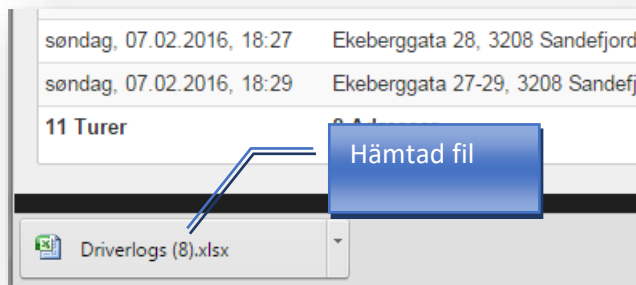 søndag, 07.02.2016, 18:27 Ekeberggata 28, 3208 Sandefjord
søndag, 07.02.2016, 18:29 Ekeberggata 27-29, 3208
11 Turer
Hämtad fil
Driverlogs (8).xlsx